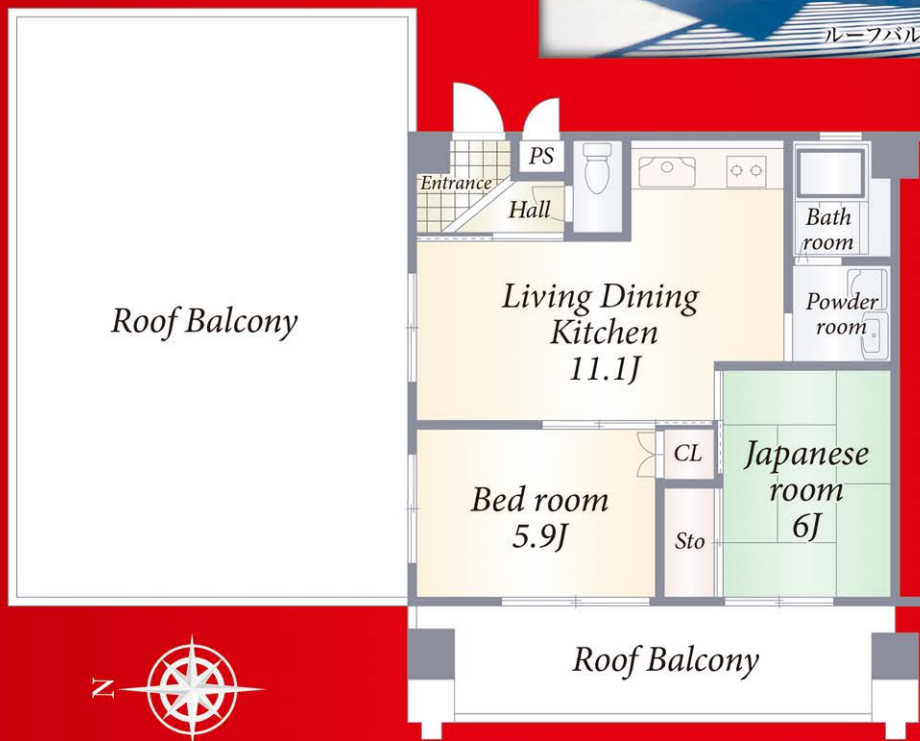 ルーフバル
PS
Entrance
Hall
Bath
room
Living Dining
Kitchen
11.1J
Powder
room
Roof Balcony
CL
Japanese
room
6J
Bed room
5.9J
Sto
Roof Balcony
N